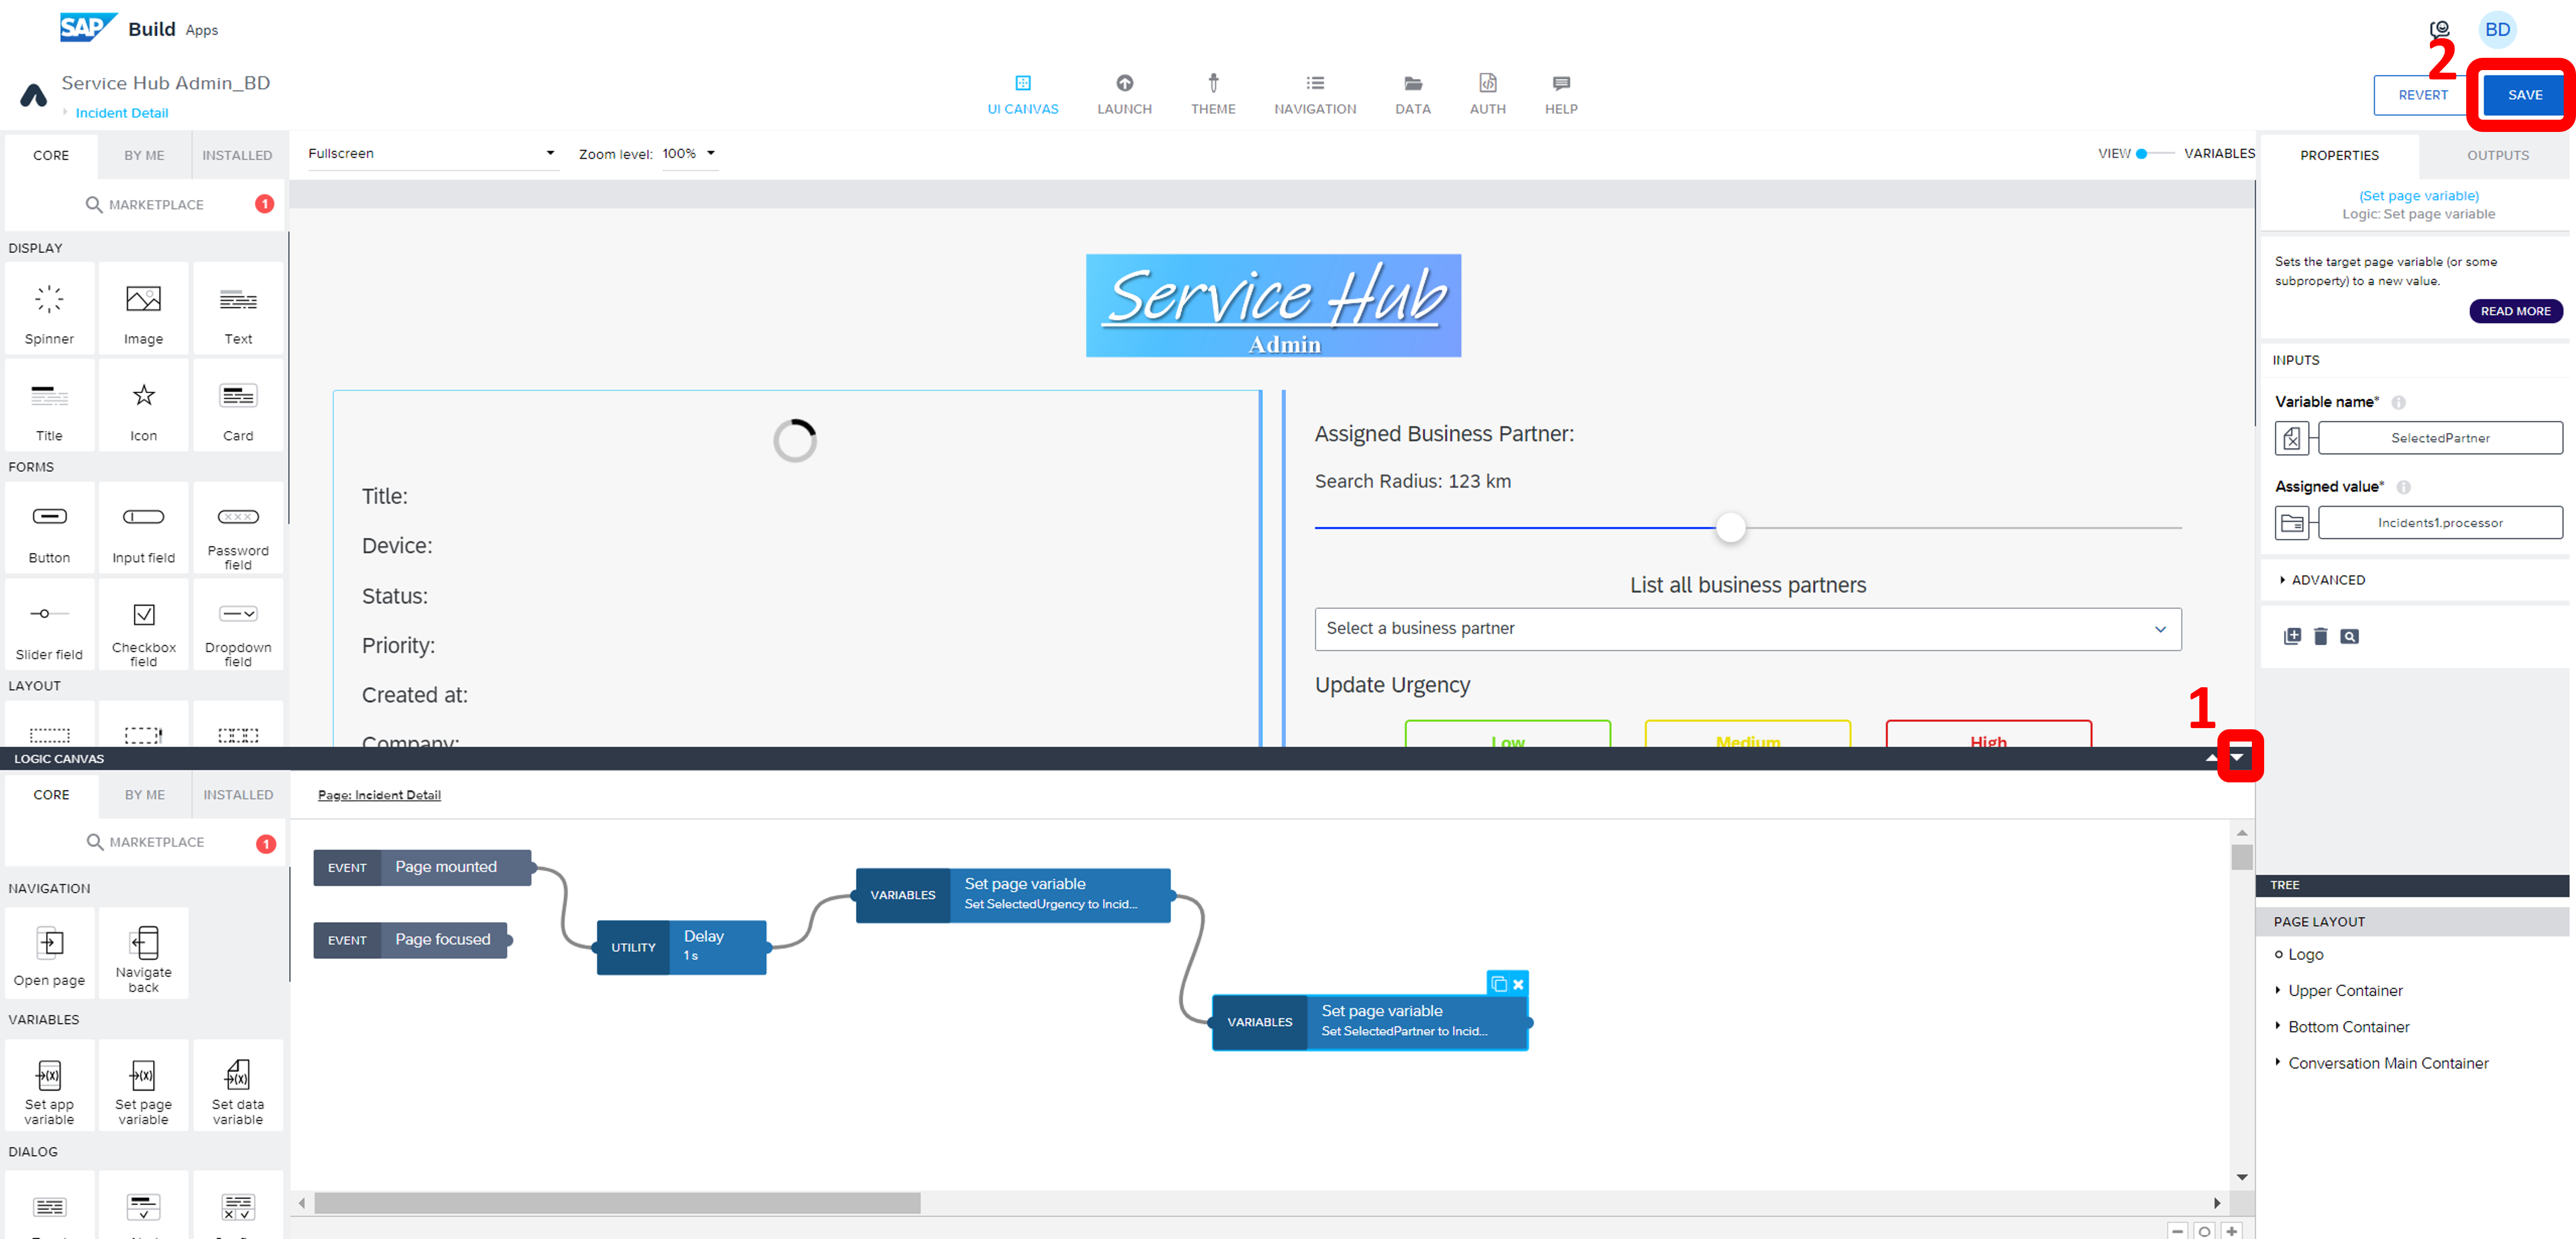 SAP Build Apps
BD
2
Service Hub Admin_BD
Incident Detail
UI CANVAS
LAUNCH
THEME
NAVIGATION
DATA
AUTH
HELP
REVERT
SAVE
CORE
BY ME
INSTALLED
MARKETPLACE
1
DISPLAY
Spinner
Image
Text
Title
Icon
Card
FORMS
Button
Input field
Password
field
Slider field
Checkbox
field
Dropdown
field
LAYOUT
Fullscreen
Zoom level: 100%
VIEW
VARIABLES
Service Hub
Admin
Title:
Device:
Status:
Priority:
Created at:
Company:
Assigned Business Partner:
Search Radius: 123 km
List all business partners
Select a business partner
Update Urgency
Low
Medium
High
1
PROPERTIES
OUTPUTS
(Set page variable)
Logic: Set page variable
Sets the target page variable (or some
subproperty) to a new value.
READ MORE
INPUTS
Variable name*
SelectedPartner
Assigned value*
Incidents1.processor
ADVANCED
LOGIC CANVAS
CORE
BY ME
INSTALLED
MARKETPLACE
1
NAVIGATION
Open page
Navigate
back
VARIABLES
Set app
variable
Set page
variable
Set data
variable
DIALOG
Page: Incident Detail
EVENT Page mounted
EVENT Page focused
UTILITY
Delay
1 s
VARIABLES
Set page variable
Set SelectedUrgency to Incid...
VARIABLES
Set page variable
Set SelectedPartner to Incid...
TREE
PAGE LAYOUT
Logo
Upper Container
Bottom Container
Conversation Main Container